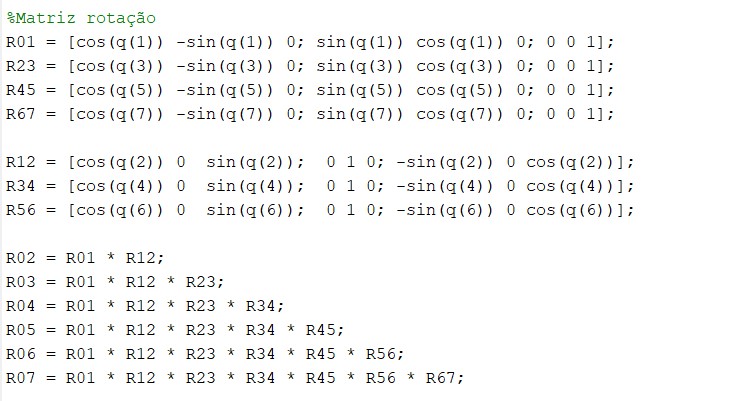 %Matriz rotação
R01 = [cos(q(1)) -sin(q(1)) 0; sin(q(1)) cos(q(1)) 0; 0 0 1];
R23 = [cos(q(3)) -sin(q(3)) 0; sin(q(3)) cos(q(3)) 0; 0 0 1];
R45 = [cos(q(5)) -sin(q(5)) 0; sin(q(5)) cos(q(5)) 0; 0 0 1];
R67 = [cos(q(7)) -sin(q(7)) 0; sin(q(7)) cos(q(7)) 0; 0 0 1];
R12 = [cos(q(2)) 0  sin(q(2));  0 1 0; -sin(q(2)) 0 cos(q(2))];
R34 = [cos(q(4)) 0  sin(q(4));  0 1 0; -sin(q(4)) 0 cos(q(4))];
R56 = [cos(q(6)) 0  sin(q(6));  0 1 0; -sin(q(6)) 0 cos(q(6))];
R02 = R01 * R12;
R03 = R01 * R12 * R23;
R04 = R01 * R12 * R23 * R34;
R05 = R01 * R12 * R23 * R34 * R45;
R06 = R01 * R12 * R23 * R34 * R45 * R56;
R07 = R01 * R12 * R23 * R34 * R45 * R56 * R67;